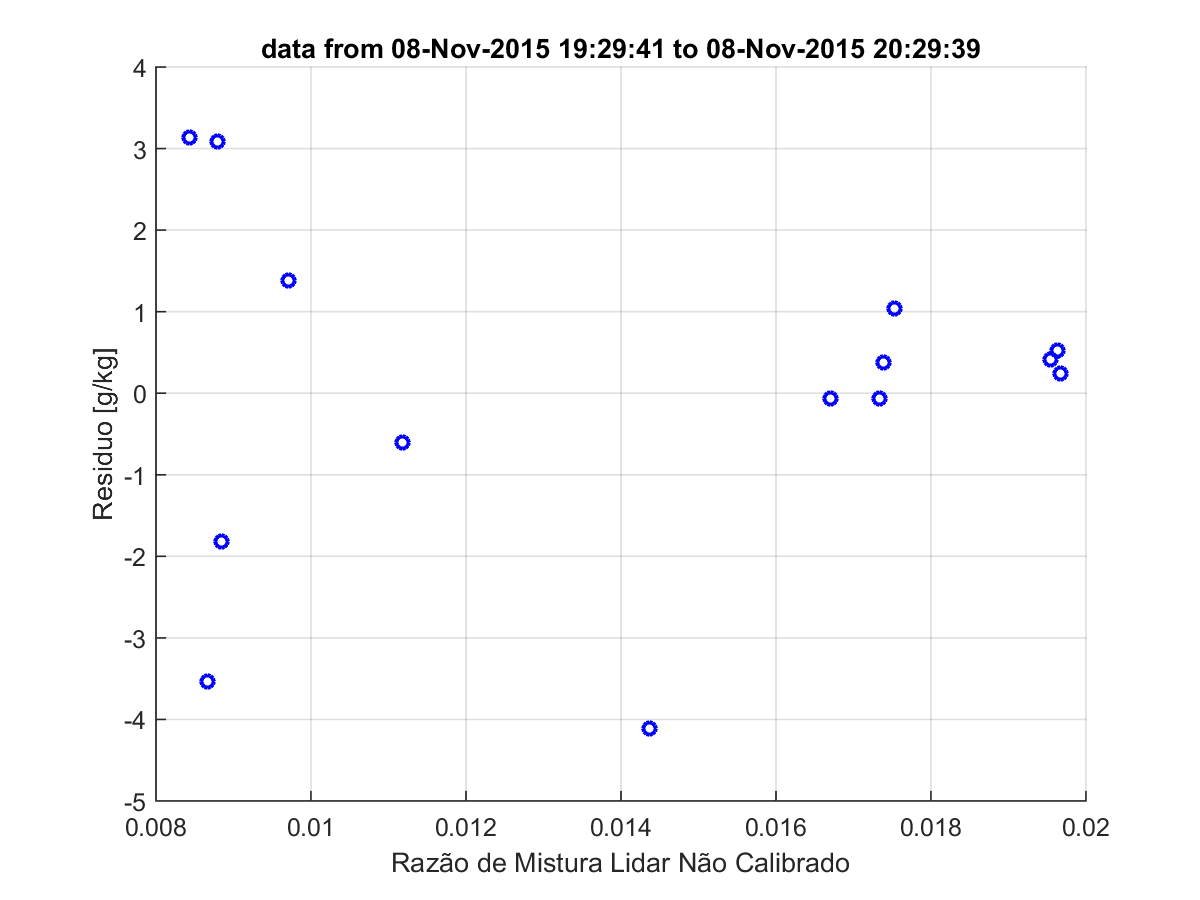 data from 08-Nov-2015 19:29:41 to 08-Nov-2015 20:29:39
4
3
2
1
0
-1
-2
-3
-4
-5
Residuo [g/kg]
0.008 0.01 0.012 0.014 0.016 0.018 0.02
Razão de Mistura Lidar Não Calibrado